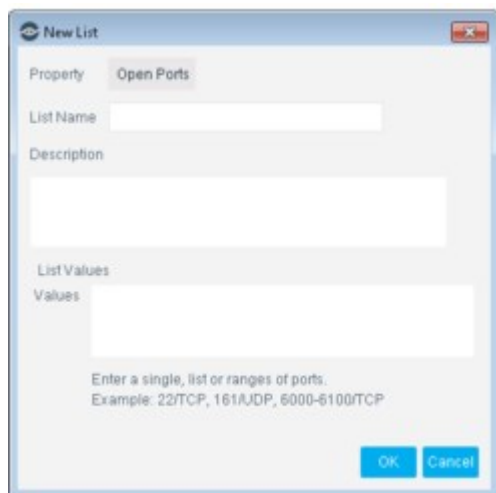 New List
Property Open Ports
List Name
Description
List Values
Values
Enter a single, list or ranges of ports.
Example: 22/TCP, 161/UDP, 6000-6100/TCP
OK Cancel